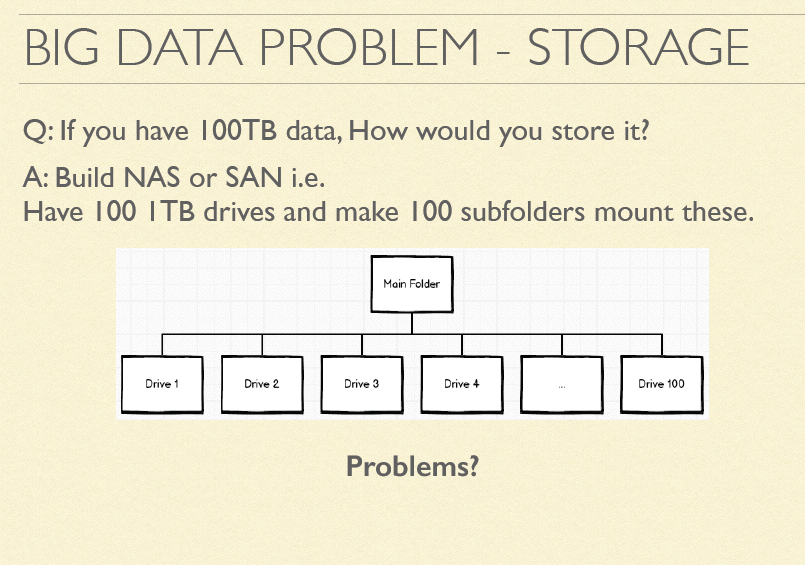 BIG DATA PROBLEM - STORAGE
Q: If you have 100TB data, How would you store it?
A: Build NAS or SAN i.e.
Have 100 1TB drives and make 100 subfolders mount these.
Main Folder
Drive 1 Drive 2 Drive 3 Drive 4 ... Drive 100
Problems?